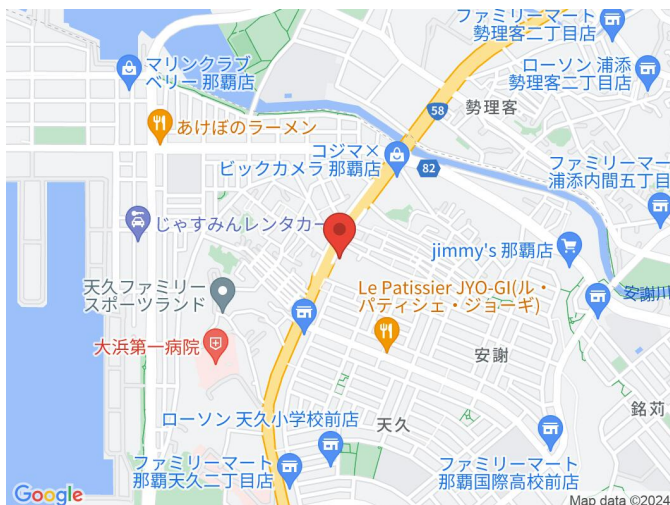 ファミリーマート
勢理客二丁目店
マリンクラブ
ベリー 那覇店
ローソン 浦添
勢理客二丁目店
58
勢理客
あけぼのラーメン
コジマ×
ビックカメラ 那覇店
82
ファミリーマー
浦添内間五丁目
じゃすみんレンタカー
jimmy's 那覇店
天久ファミリー
スポーツランド
Le Patissier JYO-GI(ル・
パティシェ・ジョーギ)
安謝川
大浜第一病院
安謝
銘苅
ローソン 天久小学校前店
天久
ファミリーマート
那覇天久二丁目店
ファミリーマート
那覇国際高校前店
Google
Map data ©2024